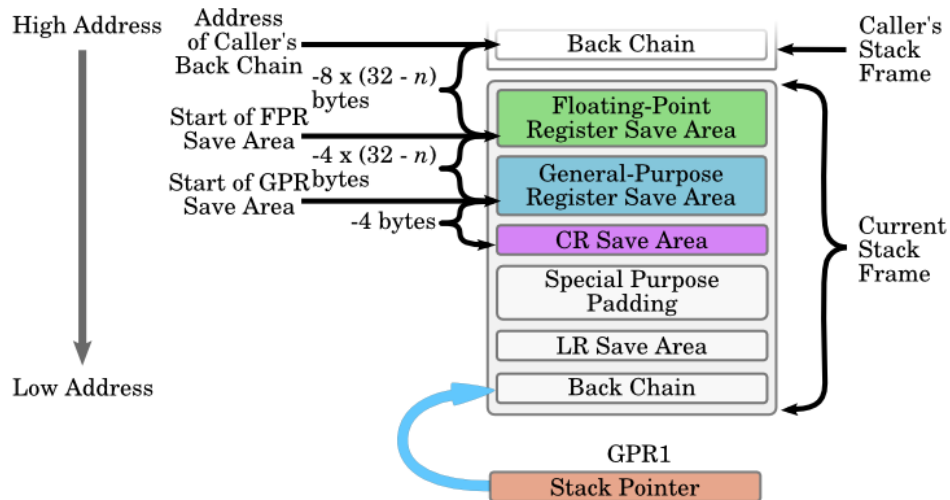 High Address
Address
of Caller's
Back Chain
Back Chain
Caller's
Stack
Frame
-8 x (32 - n)
bytes
Floating-Point
Register Save Area
Start of FPR
Save Area
-4 x (32 - n)
bytes
General-Purpose
Register Save Area
Start of GPR
Save Area
-4 bytes
CR Save Area
Current
Stack
Frame
Special Purpose
Padding
LR Save Area
Low Address
Back Chain
GPR1
Stack Pointer